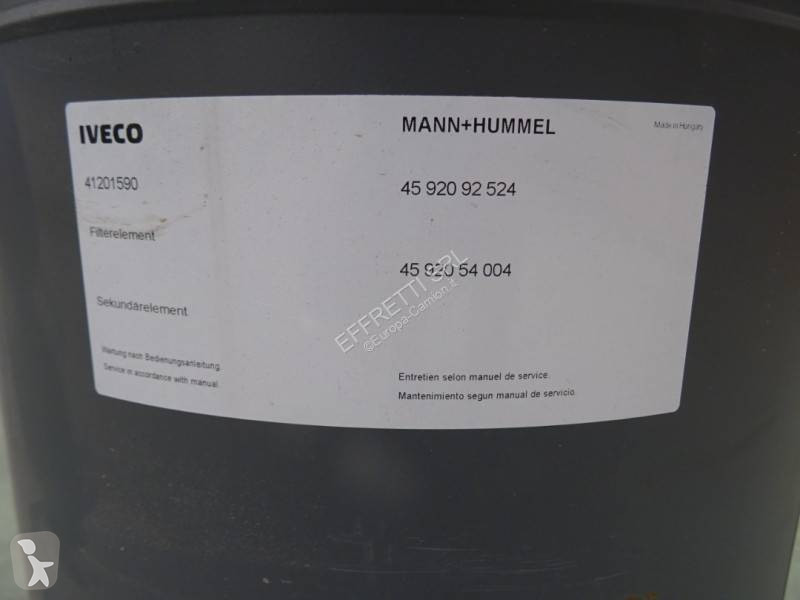 IVECO
MANN+HUMMEL
Made in Hungary
41201590
45 920 92 524
Filterelement
45 920 54 004
Sekundärelement
Wartung nach Bedienungsanleitung.
Service in accordance with manual.
Entretien selon manuel de service.
Mantenimiento segun manual de servicio.
EFFRETTI SRL
©Europa-Camion.it